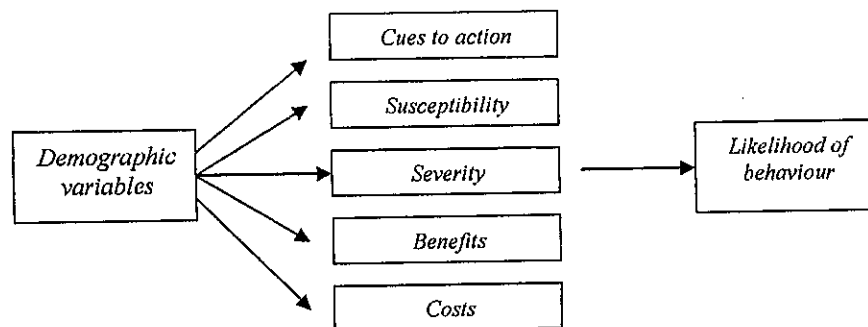 Cues to action
Susceptibility
Demographic
variables
Severity
Likelihood of
behaviour
Benefits
Costs